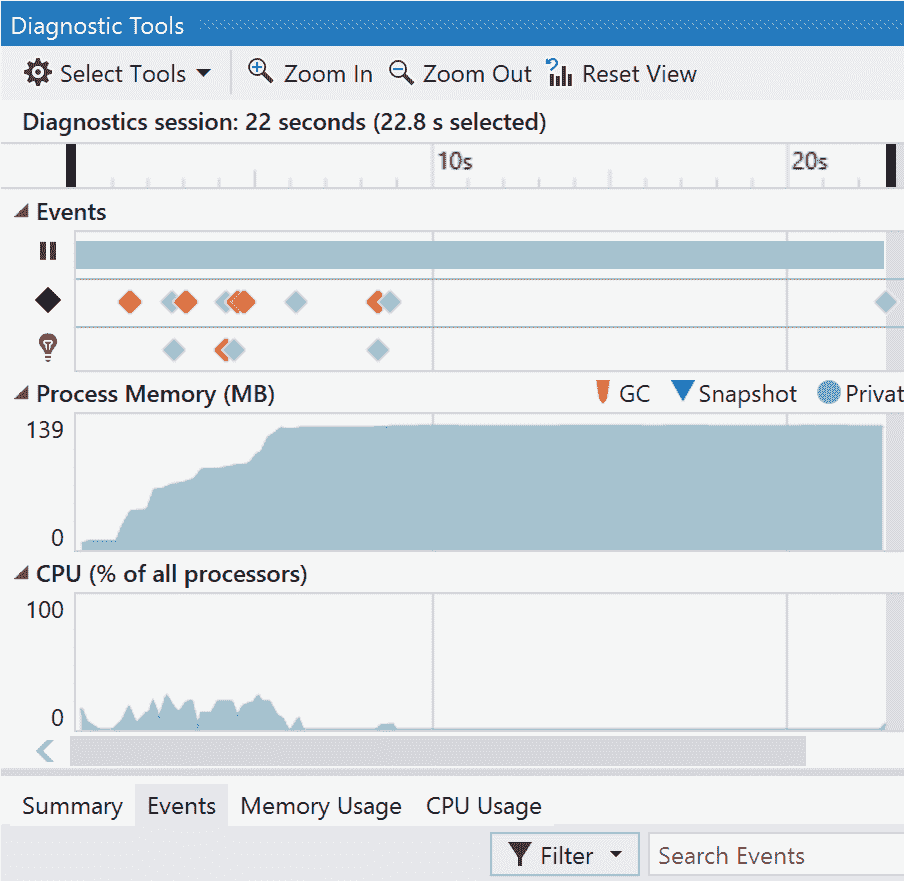 Diagnostic Tools
Select Tools Zoom In Zoom Out Reset View
Diagnostics session: 22 seconds (22.8 s selected)
10s 20s
Events
Process Memory (MB) GC Snapshot Privat
139
0
CPU (% of all processors)
100
0
Summary Events Memory Usage CPU Usage
Filter Search Events